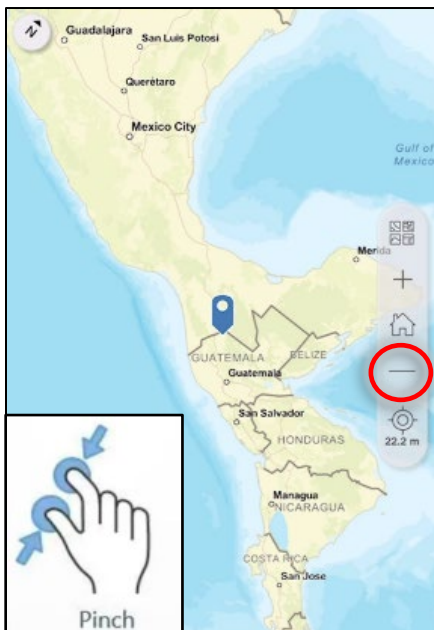 N
Guadalajara
San Luis Potosí
Querétaro
Mexico City
Gulf of
Mexico
Merida
GUATEMALA
BELIZE
Guatemala
San Salvador
22.2 m
HONDURAS
Managua
NICARAGUA
COSTA RICA
San Jose
Pinch